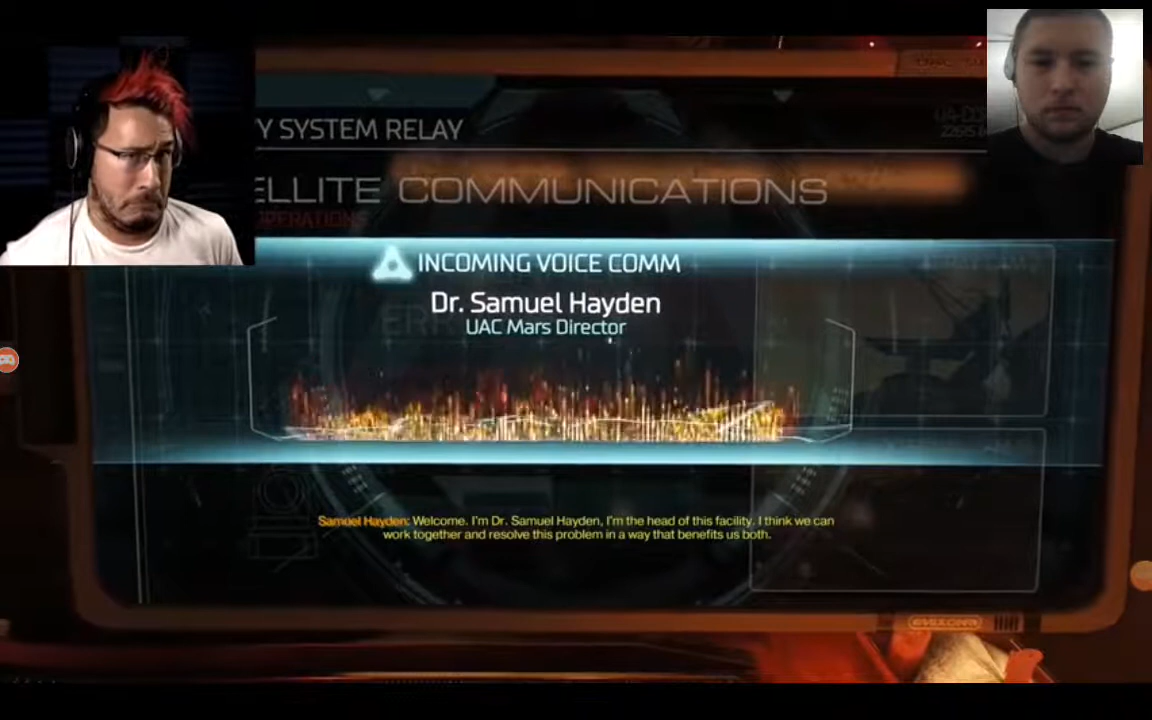 Y SYSTEM RELAY
ELLITE COMMUNICATIONS
OPERATIONS
INCOMING VOICE COMM
Dr. Samuel Hayden
UAC Mars Director
Samuel Hayden: Welcome. I'm Dr. Samuel Hayden, I'm the head of this facility. I think we can
work together and resolve this problem in a way that benefits us both.